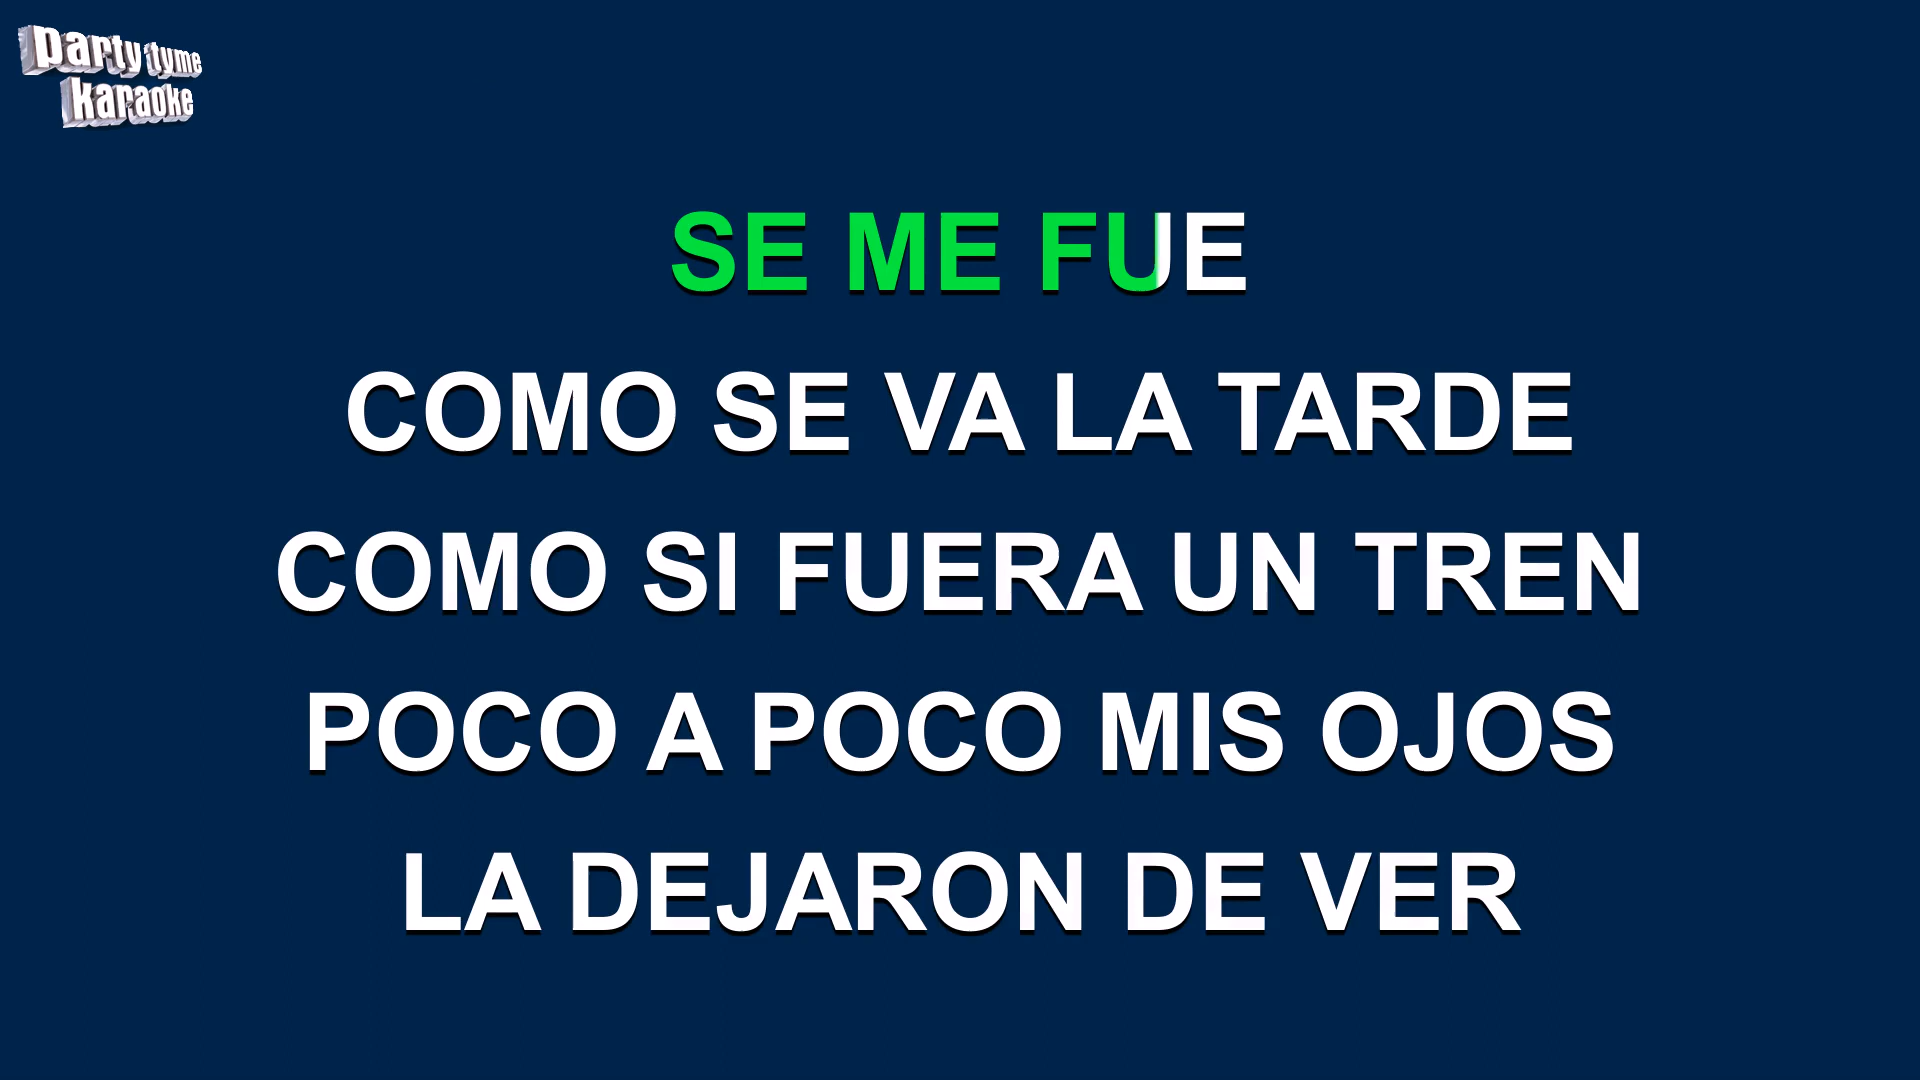 party tyme
karaoke
SE ME FUE
COMO SE VA LA TARDE
COMO SI FUERA UN TREN
POCO A POCO MIS OJOS
LA DEJARON DE VER